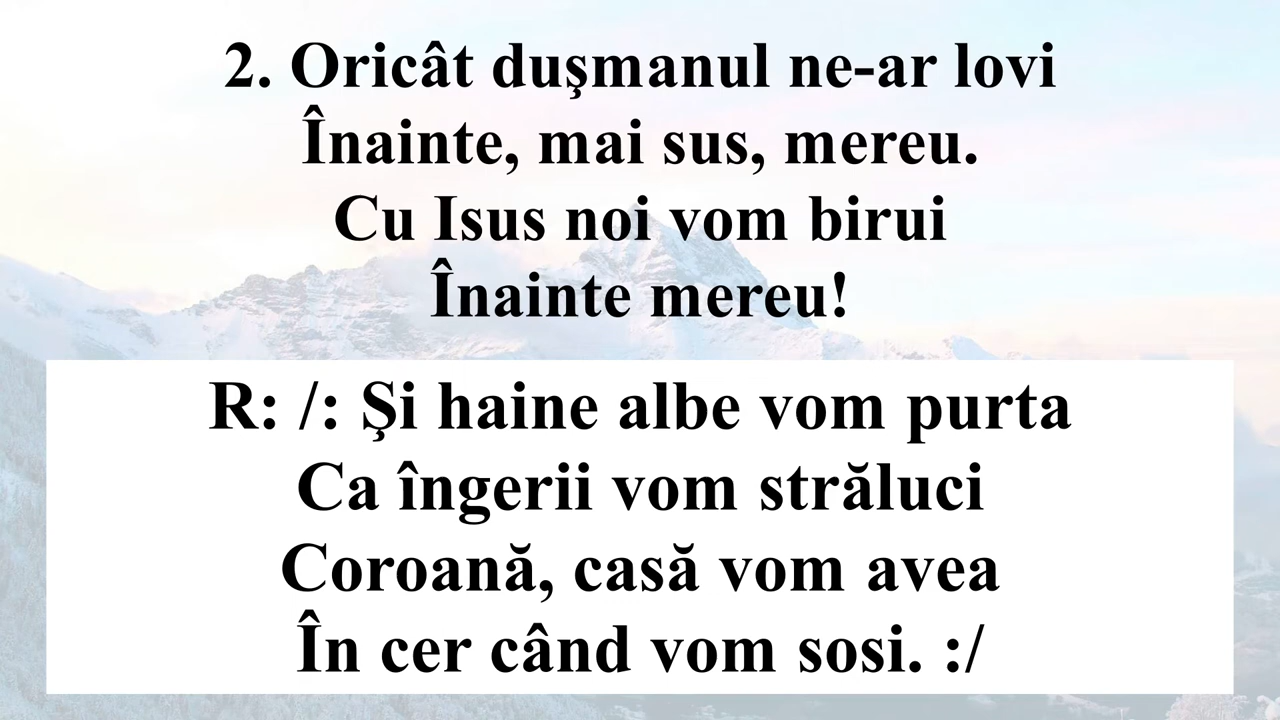 2. Oricât duşmanul ne-ar lovi
Înainte, mai sus, mereu.
Cu Isus noi vom birui
Înainte mereu!
R: /: Şi haine albe vom purta
Ca îngerii vom străluci
Coroană, casă vom avea
În cer când vom sosi. :/